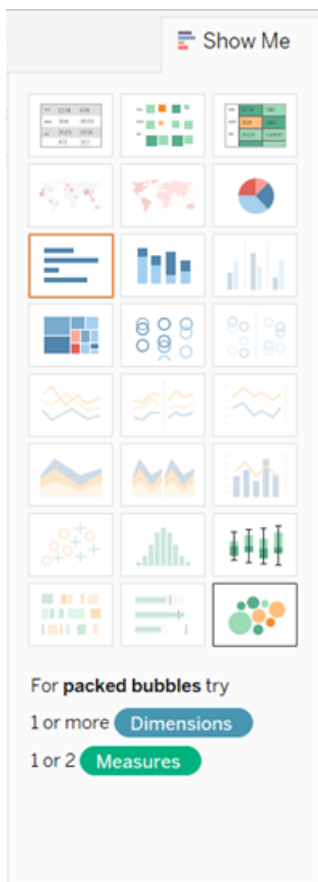 Show Me
For packed bubbles try
1 or more Dimensions
1 or 2 Measures